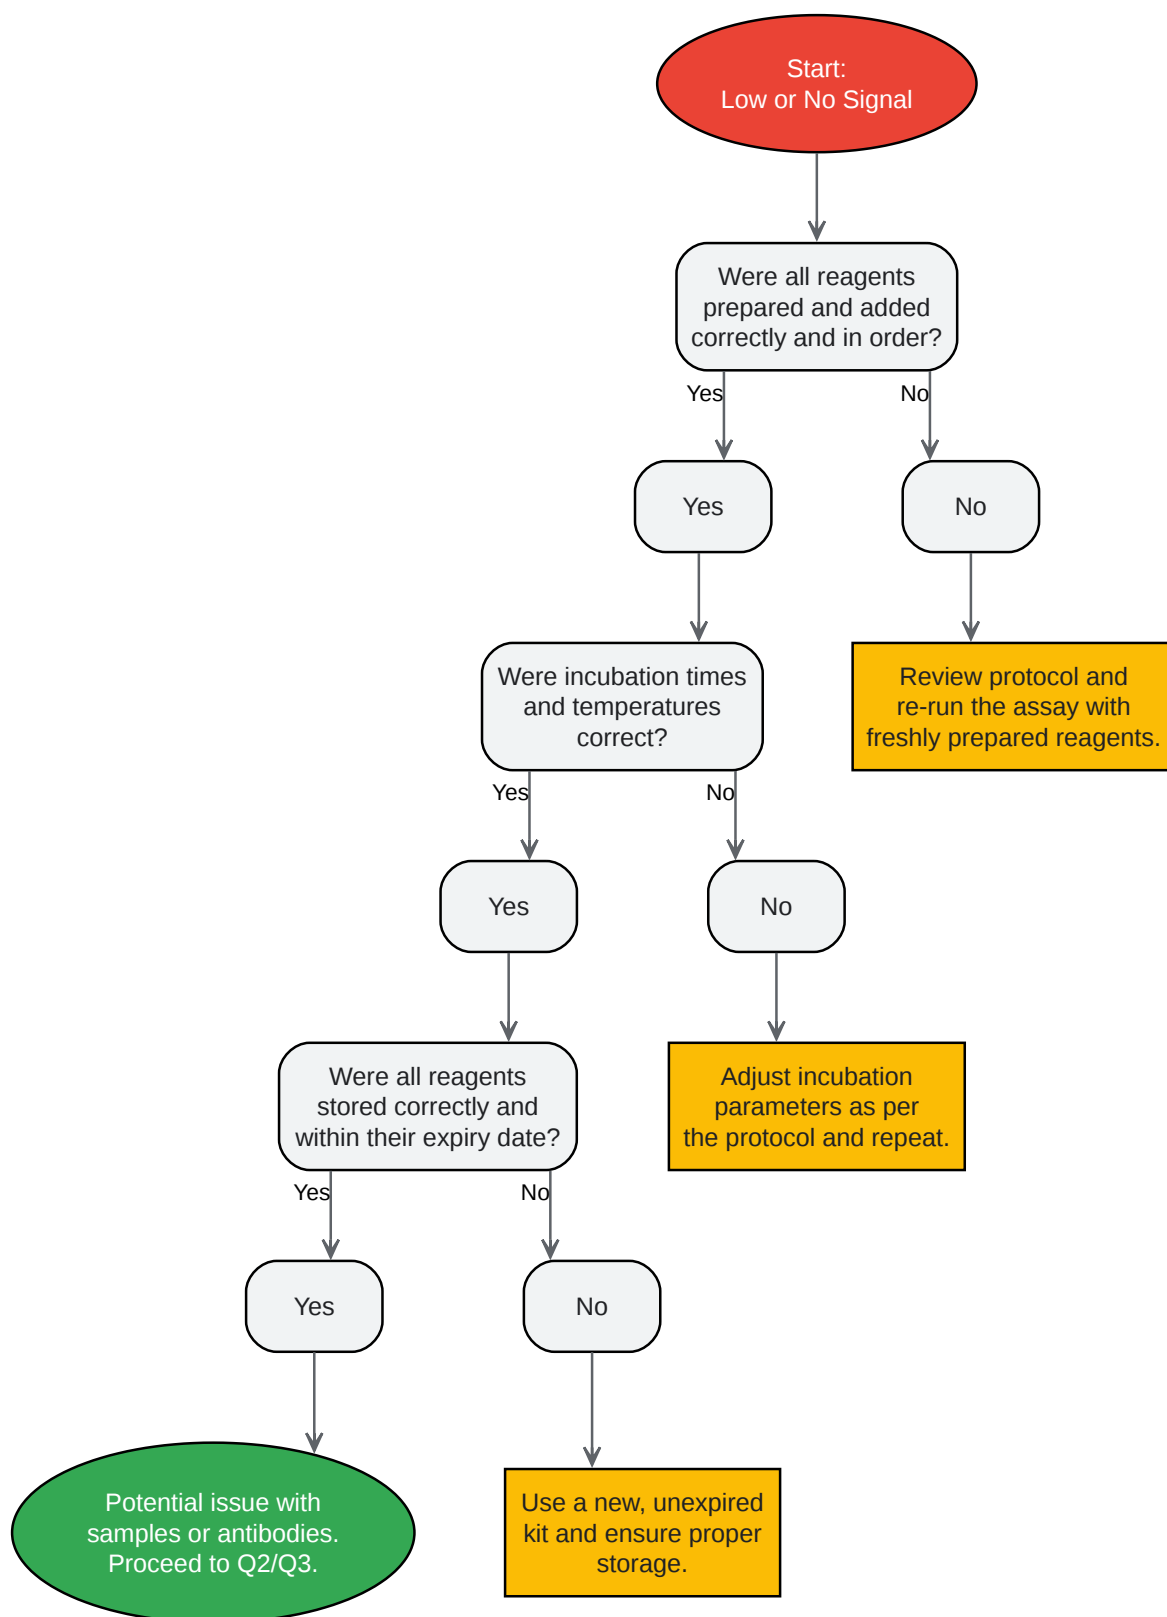 Start:
Low or No Signal
Were all reagents
prepared and added
correctly and in order?
Yes
No
Yes
No
Were incubation times
and temperatures
correct?
Review protocol and
re-run the assay with
freshly prepared reagents.
Yes
No
Yes
No
Were all reagents
stored correctly and
within their expiry date?
Adjust incubation
parameters as per
the protocol and repeat.
Yes
No
Yes
No
Potential issue with
samples or antibodies.
Proceed to Q2/Q3.
Use a new, unexpired
kit and ensure proper
storage.